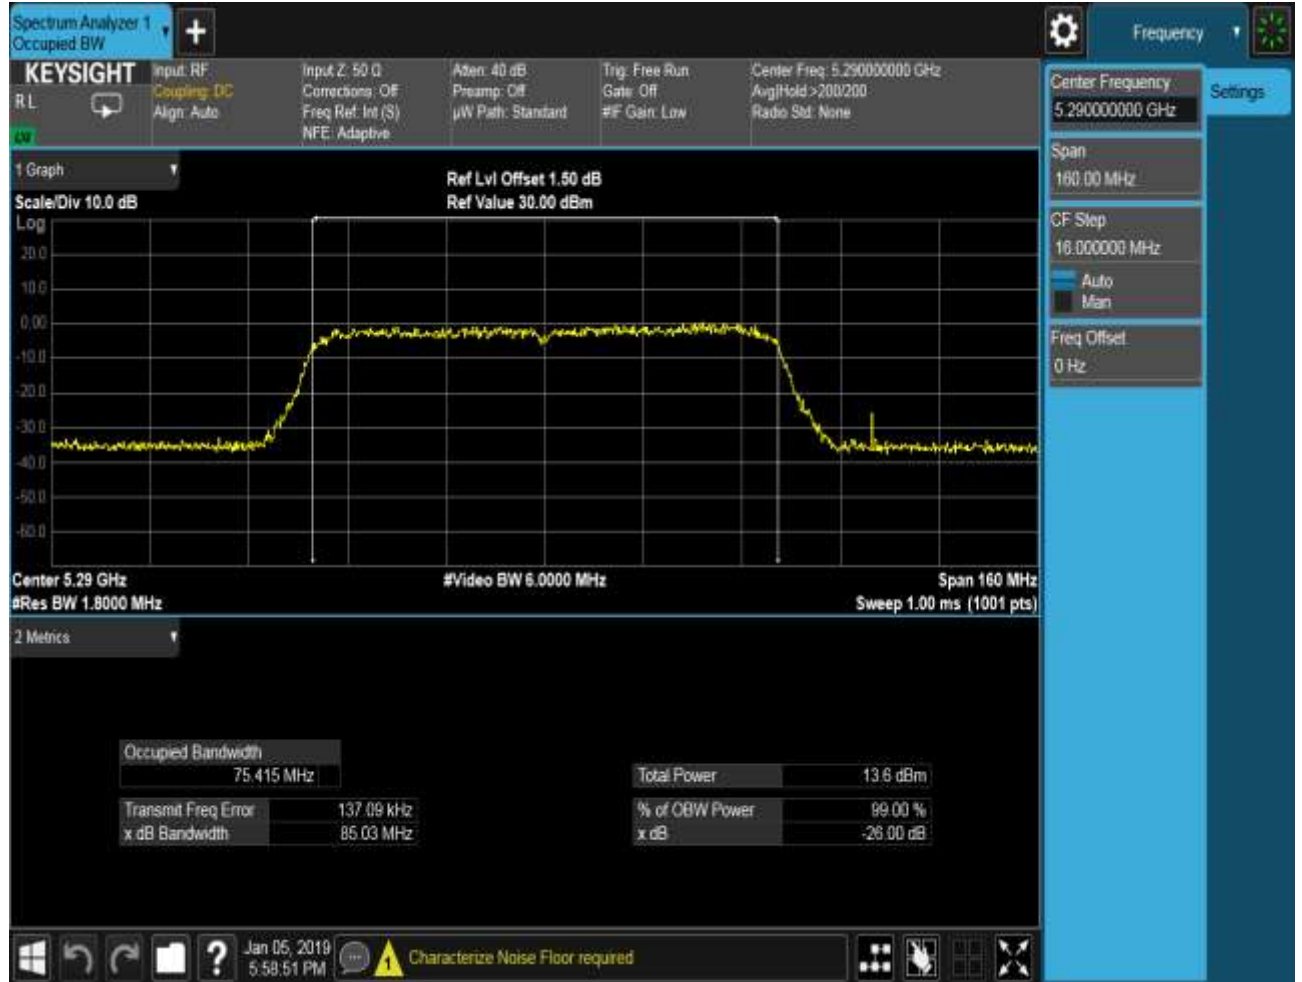 Spectrum Analyzer 1
Occupied BW
Frequency
KEYSIGHT
RL
Input: RF
Coupling: DC
Align: Auto
Input Z: 50 Ω
Corrections: Off
Freq Ref: Int (S)
NFE: Adaptive
Atten: 40 dB
Preamp: Off
µW Path: Standard
Trig: Free Run
Gate: Off
#IF Gain: Low
Center Freq: 5.290000000 GHz
Avg|Hold:>200/200
Radio Std: None
Center Frequency
5.290000000 GHz
Settings
Span
160.00 MHz
CF Step
16.000000 MHz
Auto
Man
Freq Offset
0 Hz
1 Graph
Scale/Div 10.0 dB
Ref Lvl Offset 1.50 dB
Ref Value 30.00 dBm
Log
20.0
10.0
0.00
-10.0
-20.0
-30.0
-40.0
-50.0
-60.0
Center 5.29 GHz
#Video BW 6.0000 MHz
Span 160 MHz
#Res BW 1.8000 MHz
Sweep 1.00 ms (1001 pts)
2 Metrics
Occupied Bandwidth
75.415 MHz
Total Power 13.6 dBm
Transmit Freq Error 137.09 kHz
% of OBW Power 99.00 %
x dB Bandwidth 85.03 MHz
x dB -26.00 dB
?
Jan 05, 2019
5:58:51 PM
1
Characterize Noise Floor required